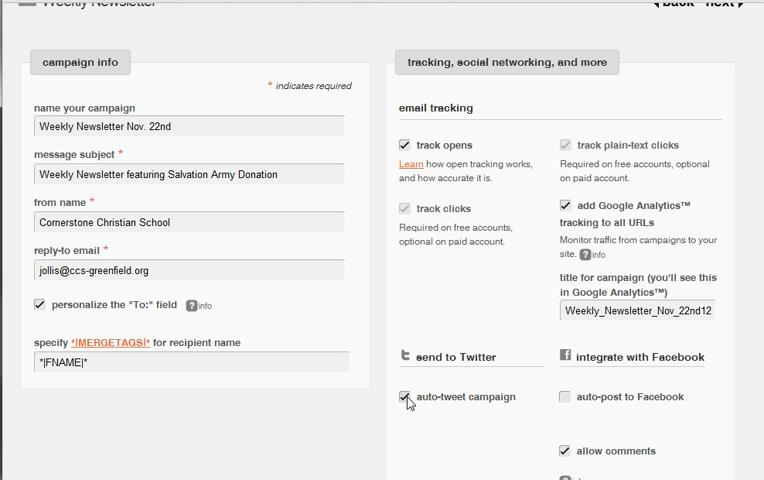 Weekly Newsletter
back next
campaign info
* indicates required
name your campaign
Weekly Newsletter Nov. 22nd
message subject *
Weekly Newsletter featuring Salvation Army Donation
from name *
Cornerstone Christian School
reply-to email *
jollis@ccs-greenfield.org
personalize the "To:" field ? info
specify *|MERGETAGS|* for recipient name
*|FNAME|*
tracking, social networking, and more
email tracking
track opens
Learn how open tracking works,
and how accurate it is.
track clicks
Required on free accounts,
optional on paid account.
track plain-text clicks
Required on free accounts, optional
on paid account.
add Google Analytics™
tracking to all URLs
Monitor traffic from campaigns to your
site. ? info
title for campaign (you'll see this
in Google Analytics™)
Weekly_Newsletter_Nov_22nd12
send to Twitter
auto-tweet campaign
integrate with Facebook
auto-post to Facebook
allow comments